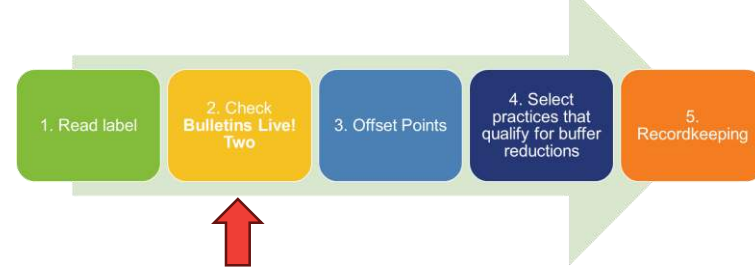 1. Read label
2. Check
Bulletins Live!
Two
3. Offset Points
4. Select
practices that
qualify for buffer
reductions
5.
Recordkeeping